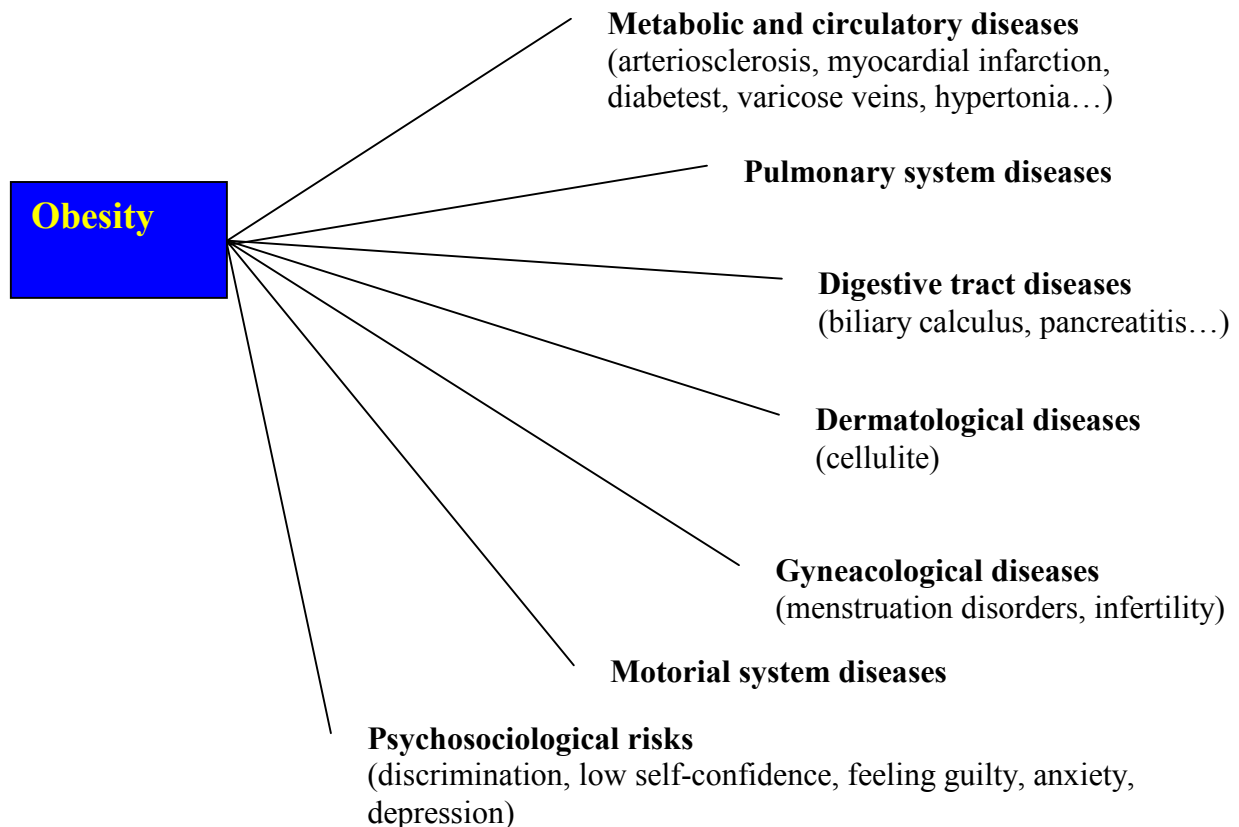 Metabolic and circulatory diseases
(arteriosclerosis, myocardial infarction,
diabetest, varicose veins, hypertonia…)
Pulmonary system diseases
Obesity
Digestive tract diseases
(biliary calculus, pancreatitis…)
Dermatological diseases
(cellulite)
Gyneacological diseases
(menstruation disorders, infertility)
Motorial system diseases
Psychosociological risks
(discrimination, low self-confidence, feeling guilty, anxiety,
depression)